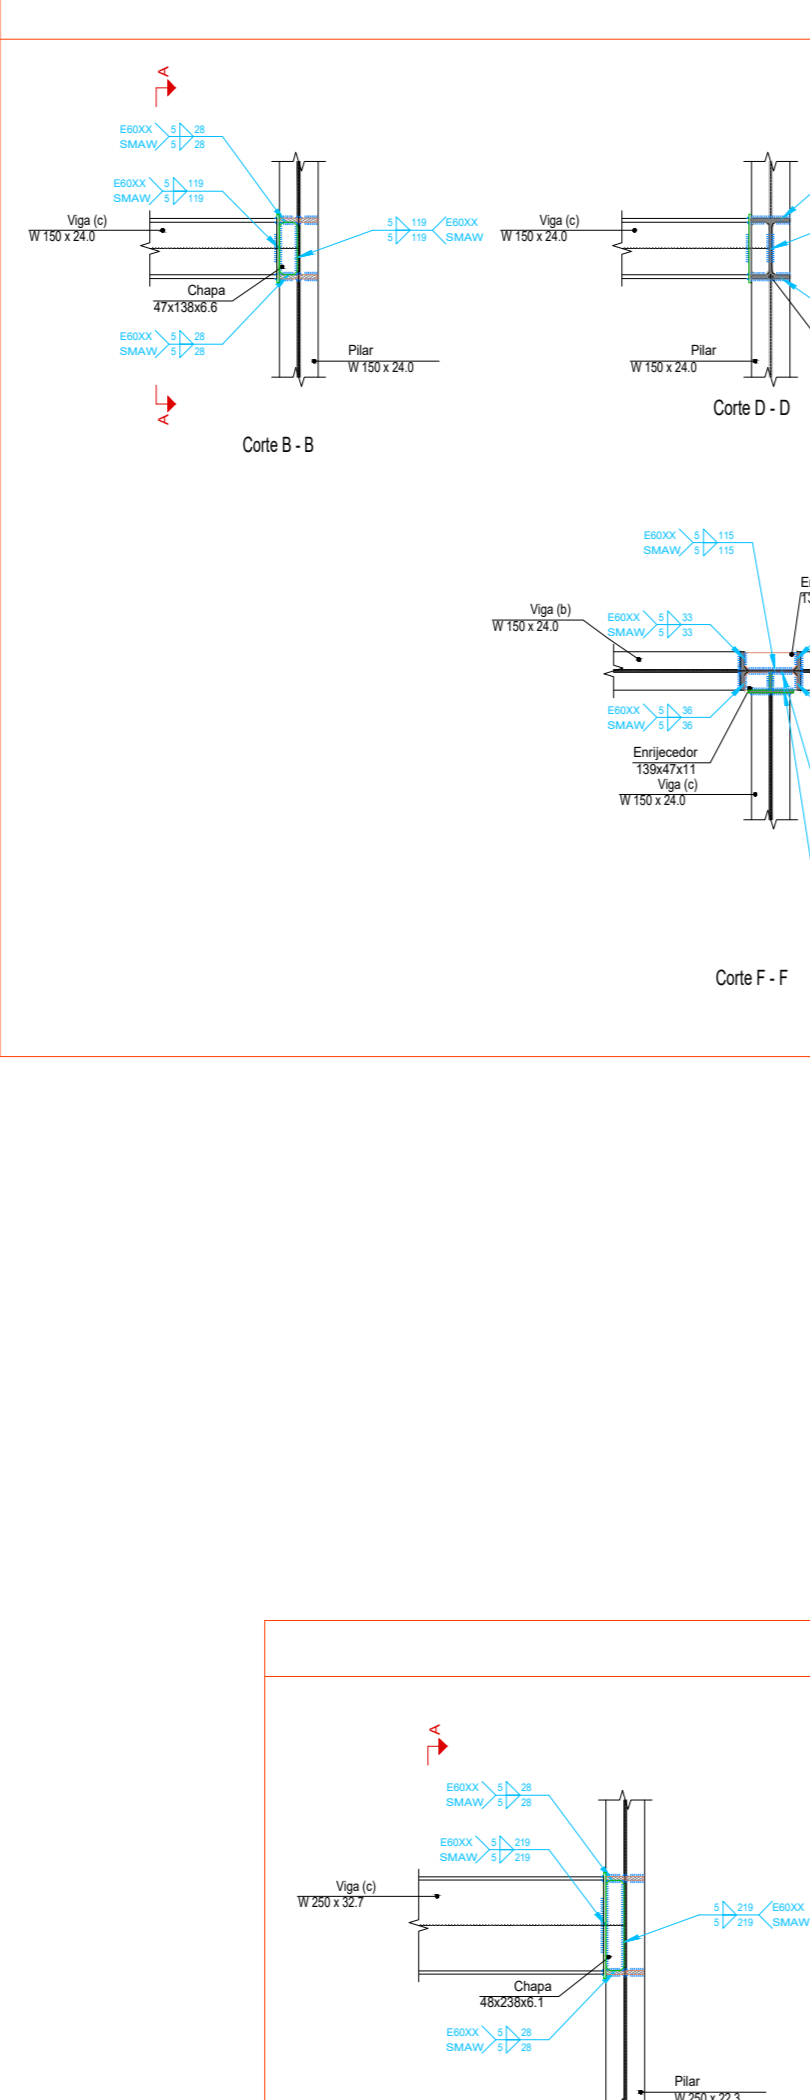 A
E60XX 5 28
SMAW 5 28
E60XX 5 119
SMAW 5 119
Viga (c)
W 150 x 24.0
5 119 E60XX
5 119 SMAW
Chapa
47x138x6.6
E60XX 5 28
SMAW 5 28
Pilar
W 150 x 24.0
A
Corte B - B
Viga (c)
W 150 x 24.0
Pilar
W 150 x 24.0
Corte D - D
E60XX 5 115
SMAW 5 115
Viga (b)
W 150 x 24.0
E60XX 5 33
SMAW 5 33
E60XX 5 36
SMAW 5 36
Enrijecedor
139x47x11
Viga (c)
W 150 x 24.0
Corte F - F
A
E60XX 5 28
SMAW 5 28
E60XX 5 219
SMAW 5 219
Viga (c)
W 250 x 32.7
5 219 E60XX
5 219 SMAW
Chapa
48x238x6.1
E60XX 5 28
SMAW 5 28
Pilar
W 250 x 22.3